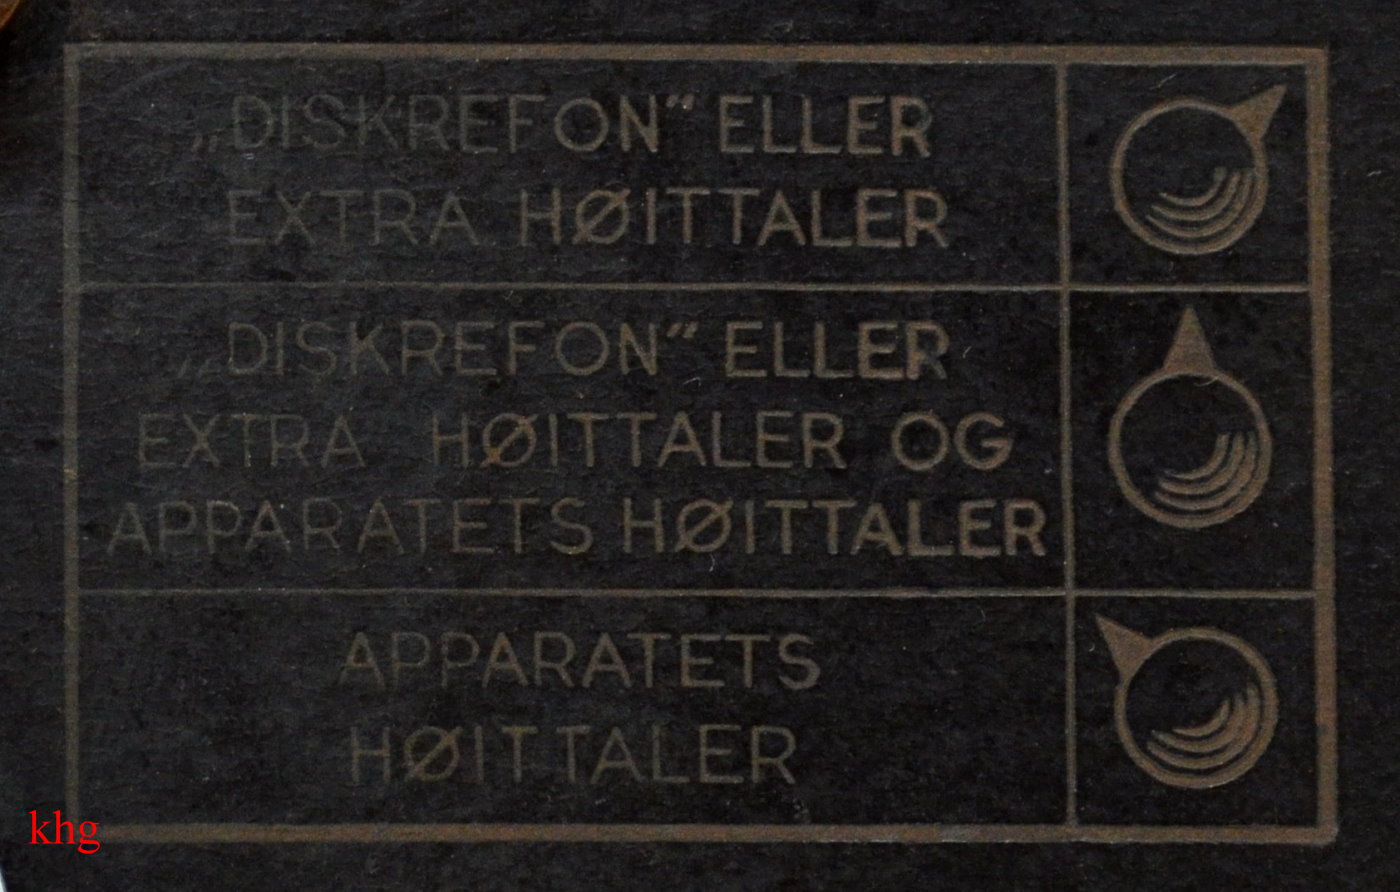 „DISKREFON” ELLER
EXTRA HØITTALER
„DISKREFON” ELLER
EXTRA HØITTALER OG
APPARATETS HØITTALER
APPARATETS
HØITTALER
khg